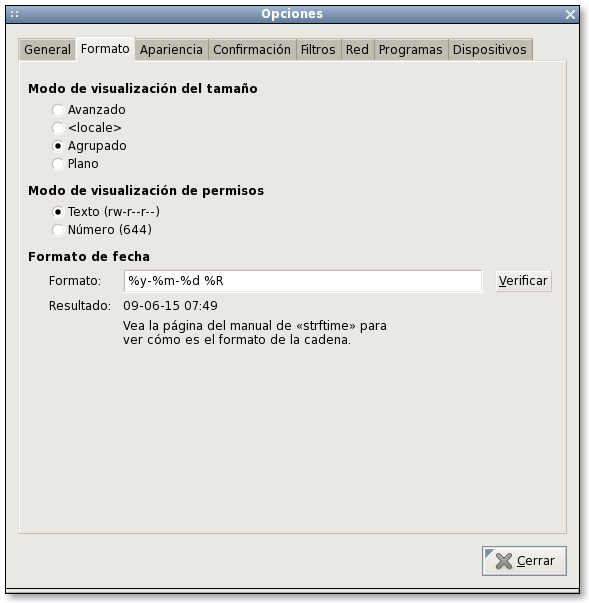 Opciones
General Formato Apariencia Confirmación Filtros Red Programas Dispositivos
Modo de visualización del tamaño
Avanzado
<locale>
Agrupado
Plano
Modo de visualización de permisos
Texto (rw-r--r--)
Número (644)
Formato de fecha
Formato: %y-%m-%d %R Verificar
Resultado: 09-06-15 07:49
Vea la página del manual de «strftime» para
ver cómo es el formato de la cadena.
Cerrar